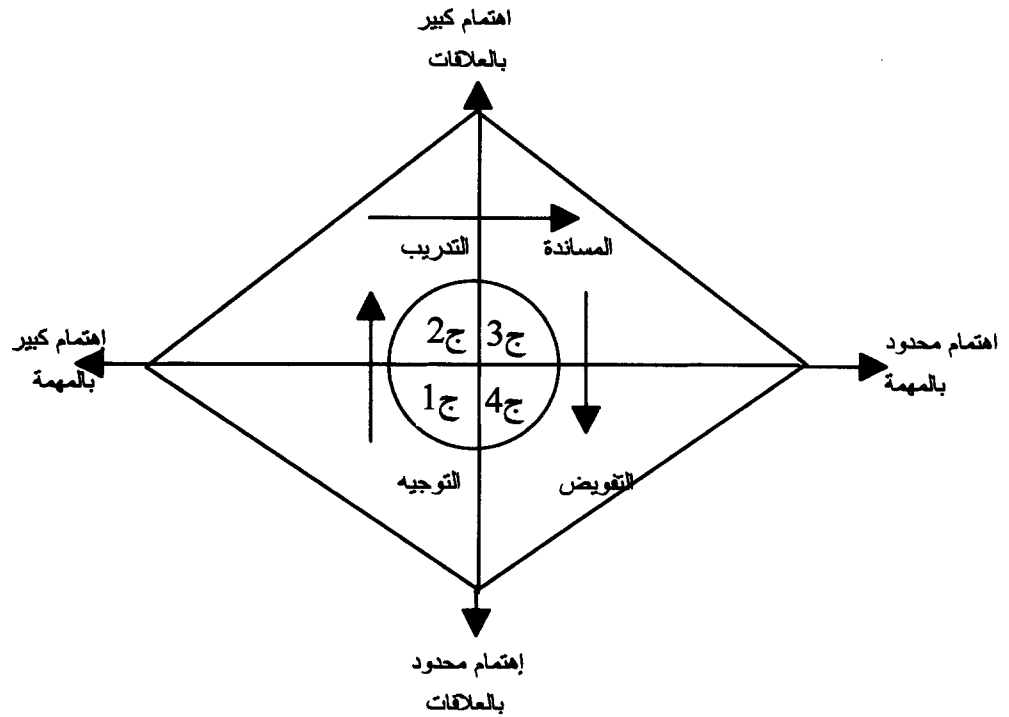 اهتمام كبير
بالعلاقات
التدريب
المساندة
اهتمام كبير
بالمهمة
ج2
ج3
اهتمام محدود
بالمهمة
ج1
ج4
التوجيه
التفويض
إهتمام محدود
بالعلاقات